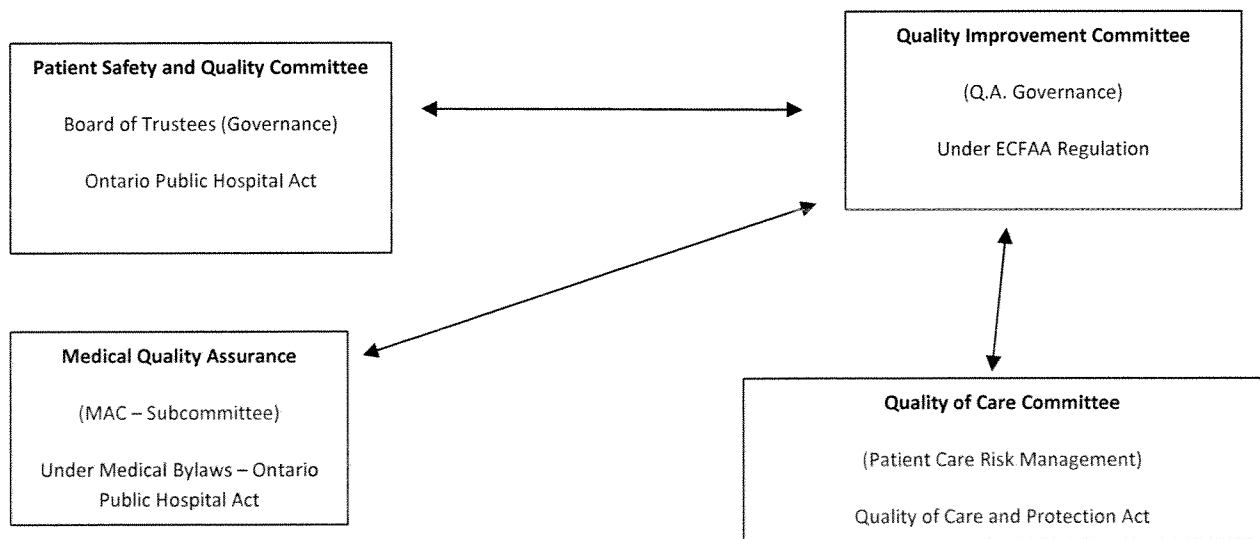 Patient Safety and Quality Committee
Board of Trustees (Governance)
Ontario Public Hospital Act
Quality Improvement Committee
(Q.A. Governance)
Under ECFAA Regulation
Medical Quality Assurance
(MAC – Subcommittee)
Under Medical Bylaws – Ontario
Public Hospital Act
Quality of Care Committee
(Patient Care Risk Management)
Quality of Care and Protection Act